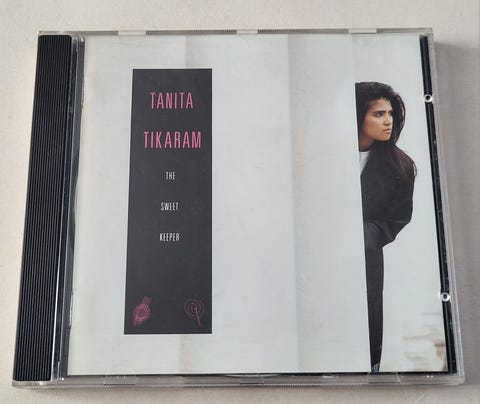 TANITA
TIKARAM
THE
SWEET
KEEPER